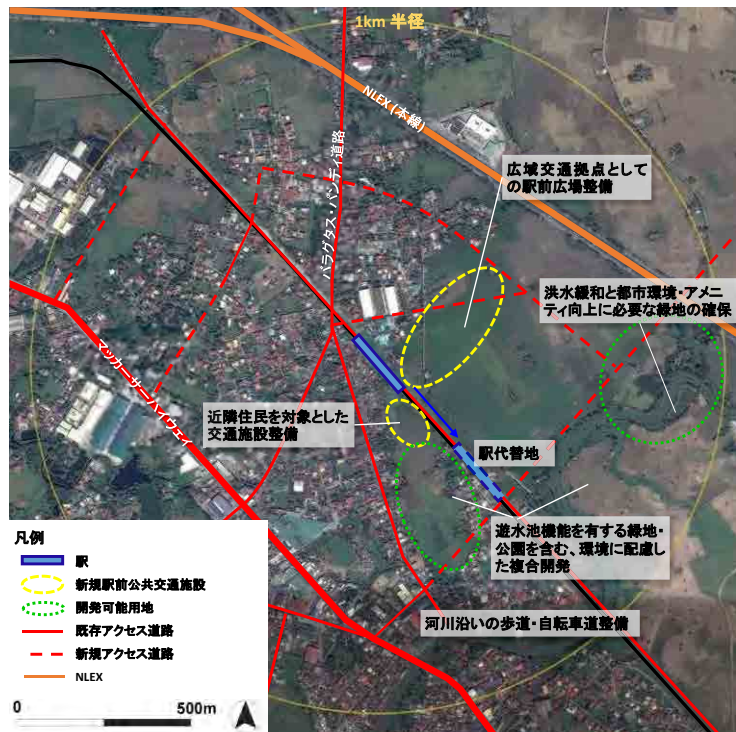 1km 半径
NLEX (本線)
パラグタス・バンディ道路
広域交通拠点として
の駅前広場整備
洪水緩和と都市環境・アメニ
ティ向上に必要な緑地の確保
マッカーサーハイウェイ
近隣住民を対象とした
交通施設整備
駅代替地
遊水池機能を有する緑地・
公園を含む、環境に配慮し
た複合開発
河川沿いの歩道・自転車道整備
凡例
駅
新規駅前公共交通施設
開発可能用地
既存アクセス道路
新規アクセス道路
NLEX
0
500m